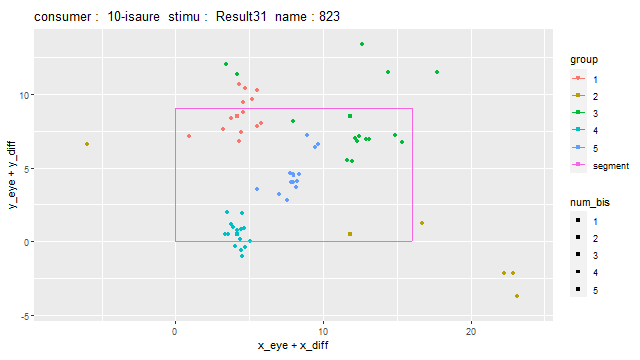 consumer : 10-isaure stimu : Result31 name : 823
y_eye + y_diff
10
5
0
-5
0
10
20
x_eye + x_diff
group
1
2
3
4
5
segment
num_bis
1
2
3
4
5